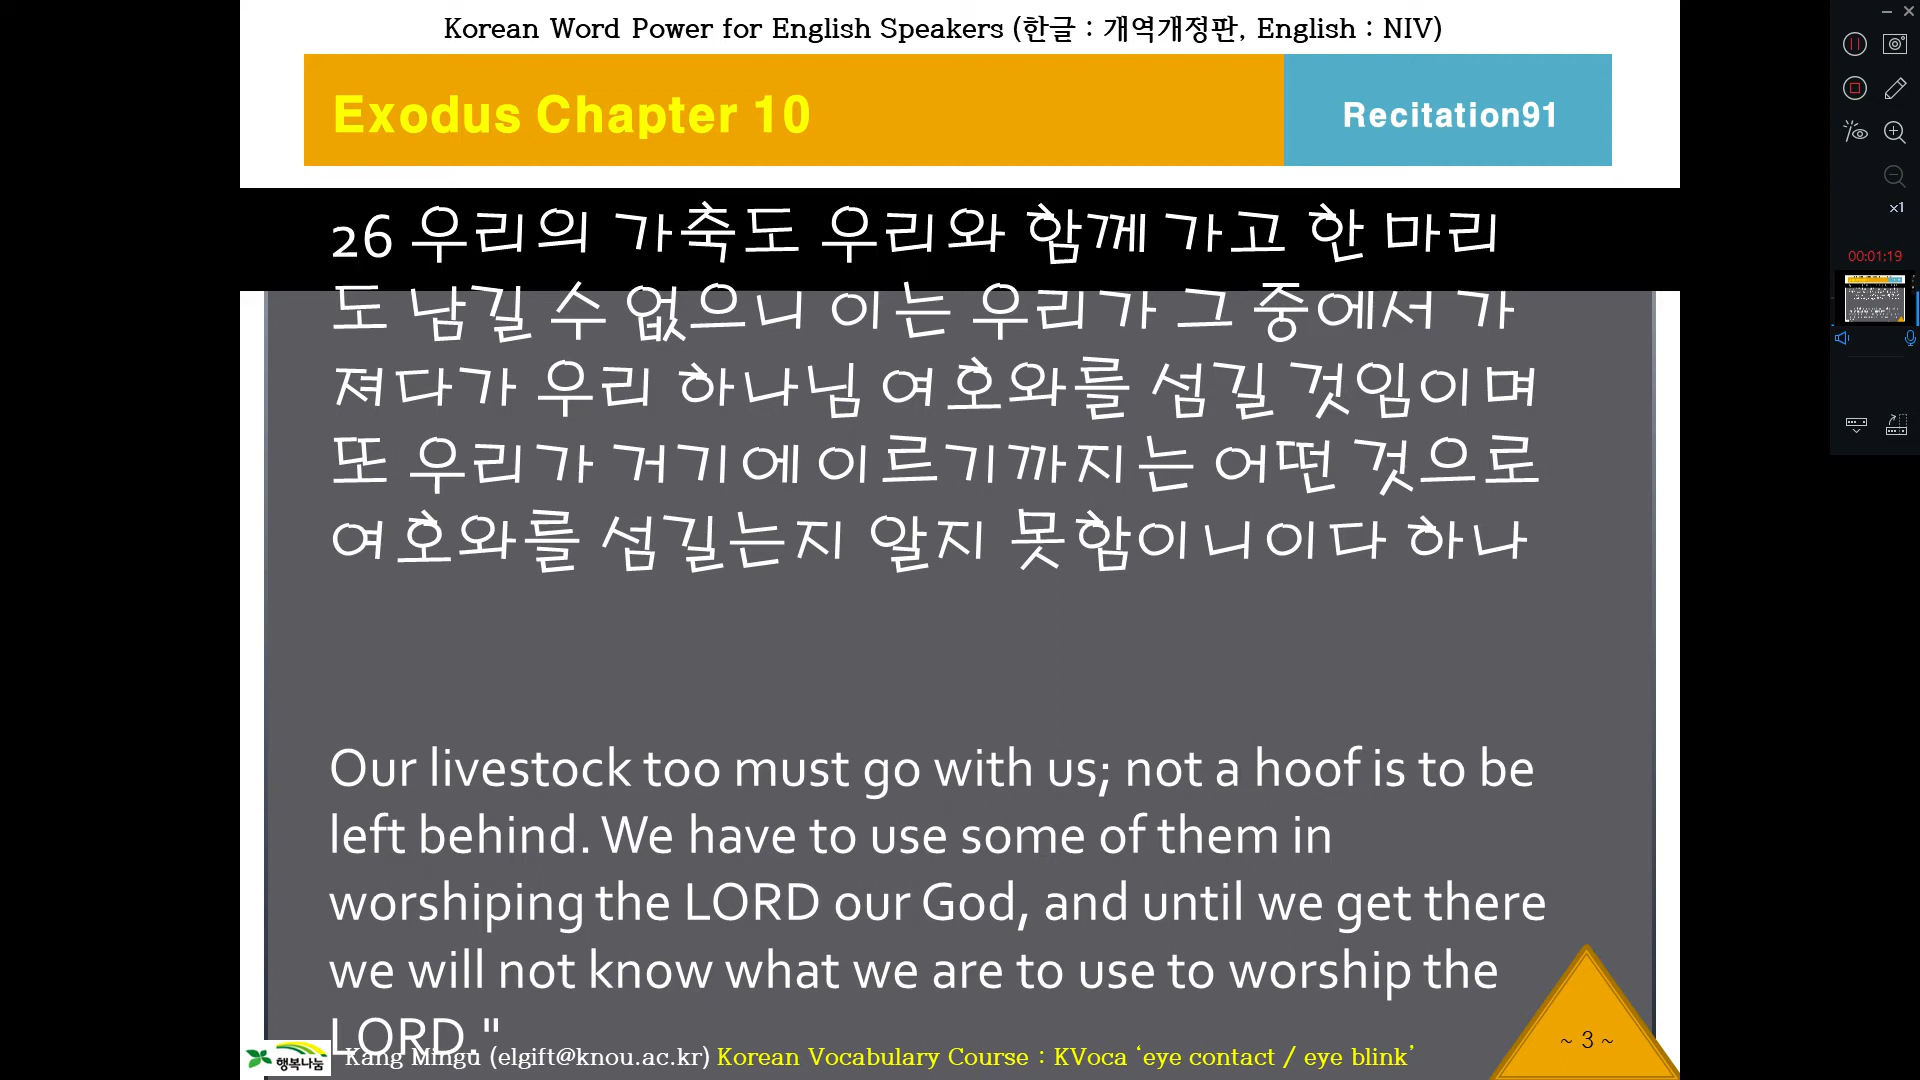 Korean Word Power for English Speakers (한글 : 개역개정판, English : NIV)
Exodus Chapter 10
Recitation91
x1
00:01:19
26 우리의 가축도 우리와 함께 가고 한 마리
도 남길 수 없으니 이는 우리가 그 중에서 가
져다가 우리 하나님 여호와를 섬길 것임이며
또 우리가 거기에 이르기까지는 어떤 것으로
여호와를 섬길는지 알지 못함이니이다 하나
Our livestock too must go with us; not a hoof is to be
left behind. We have to use some of them in
worshiping the LORD our God, and until we get there
we will not know what we are to use to worship the
LORD."
~ 3 ~
행복나눔
Kang Mingu (elgift@knou.ac.kr) Korean Vocabulary Course : KVoca ‘eye contact / eye blink’